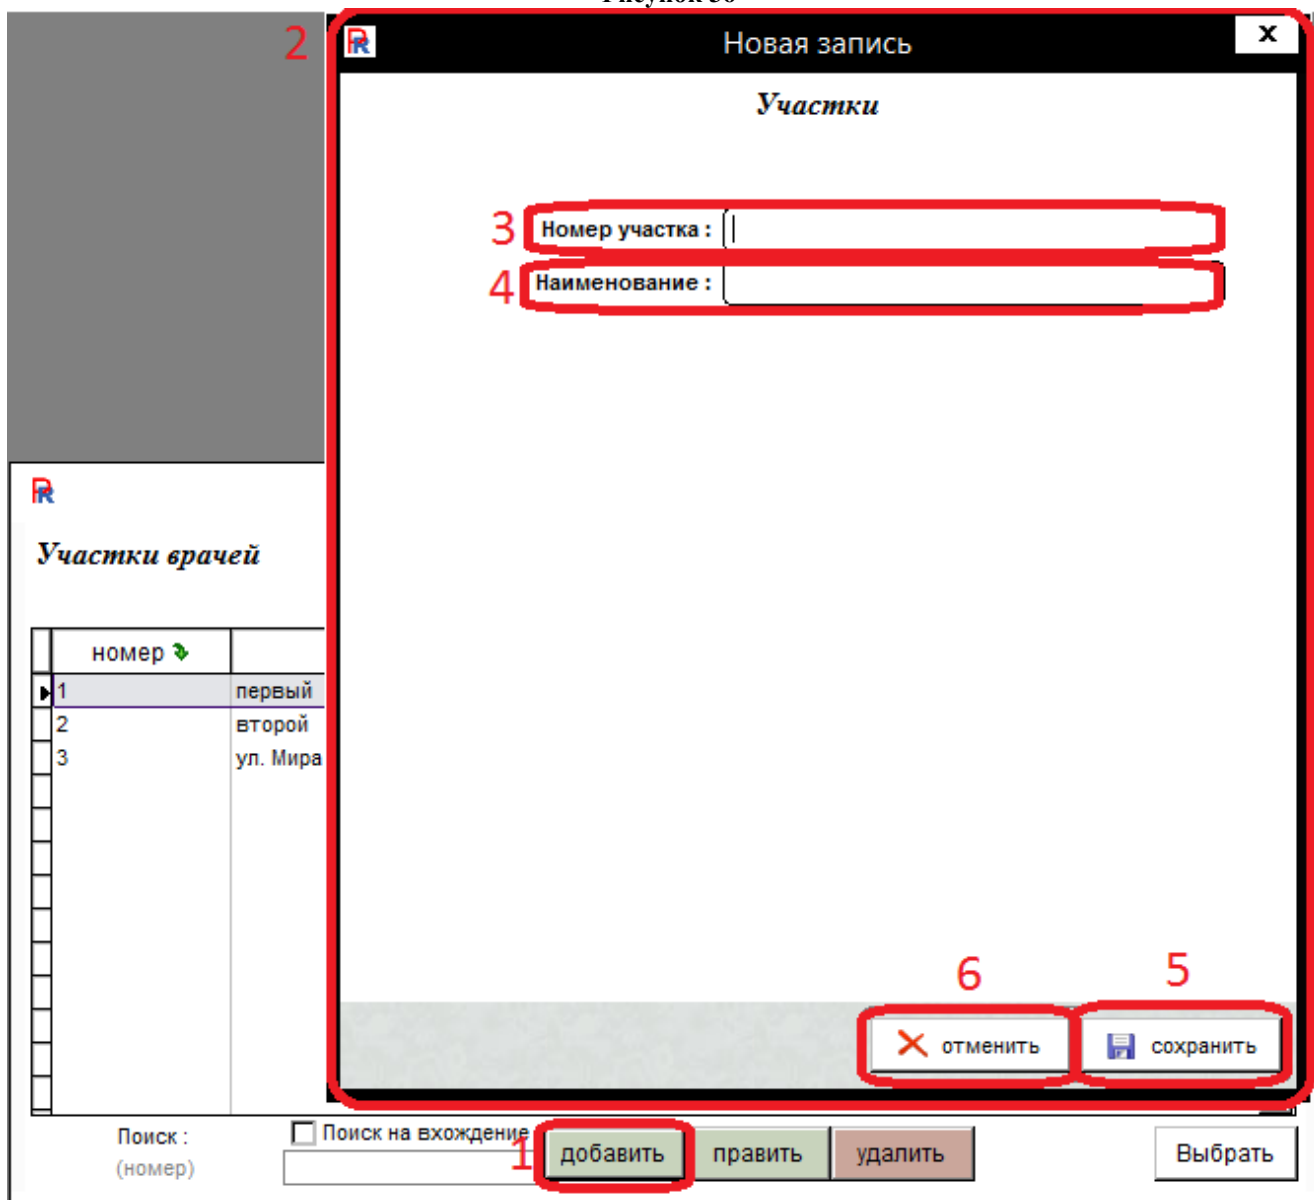 2
Новая запись
x
Участки
3 Номер участка :
4 Наименование :
Участки врачей
номер
1 первый
2 второй
3 ул. Мира
6 5
отменить сохранить
Поиск : Поиск на вхождение
(номер) 1 добавить править удалить Выбрать